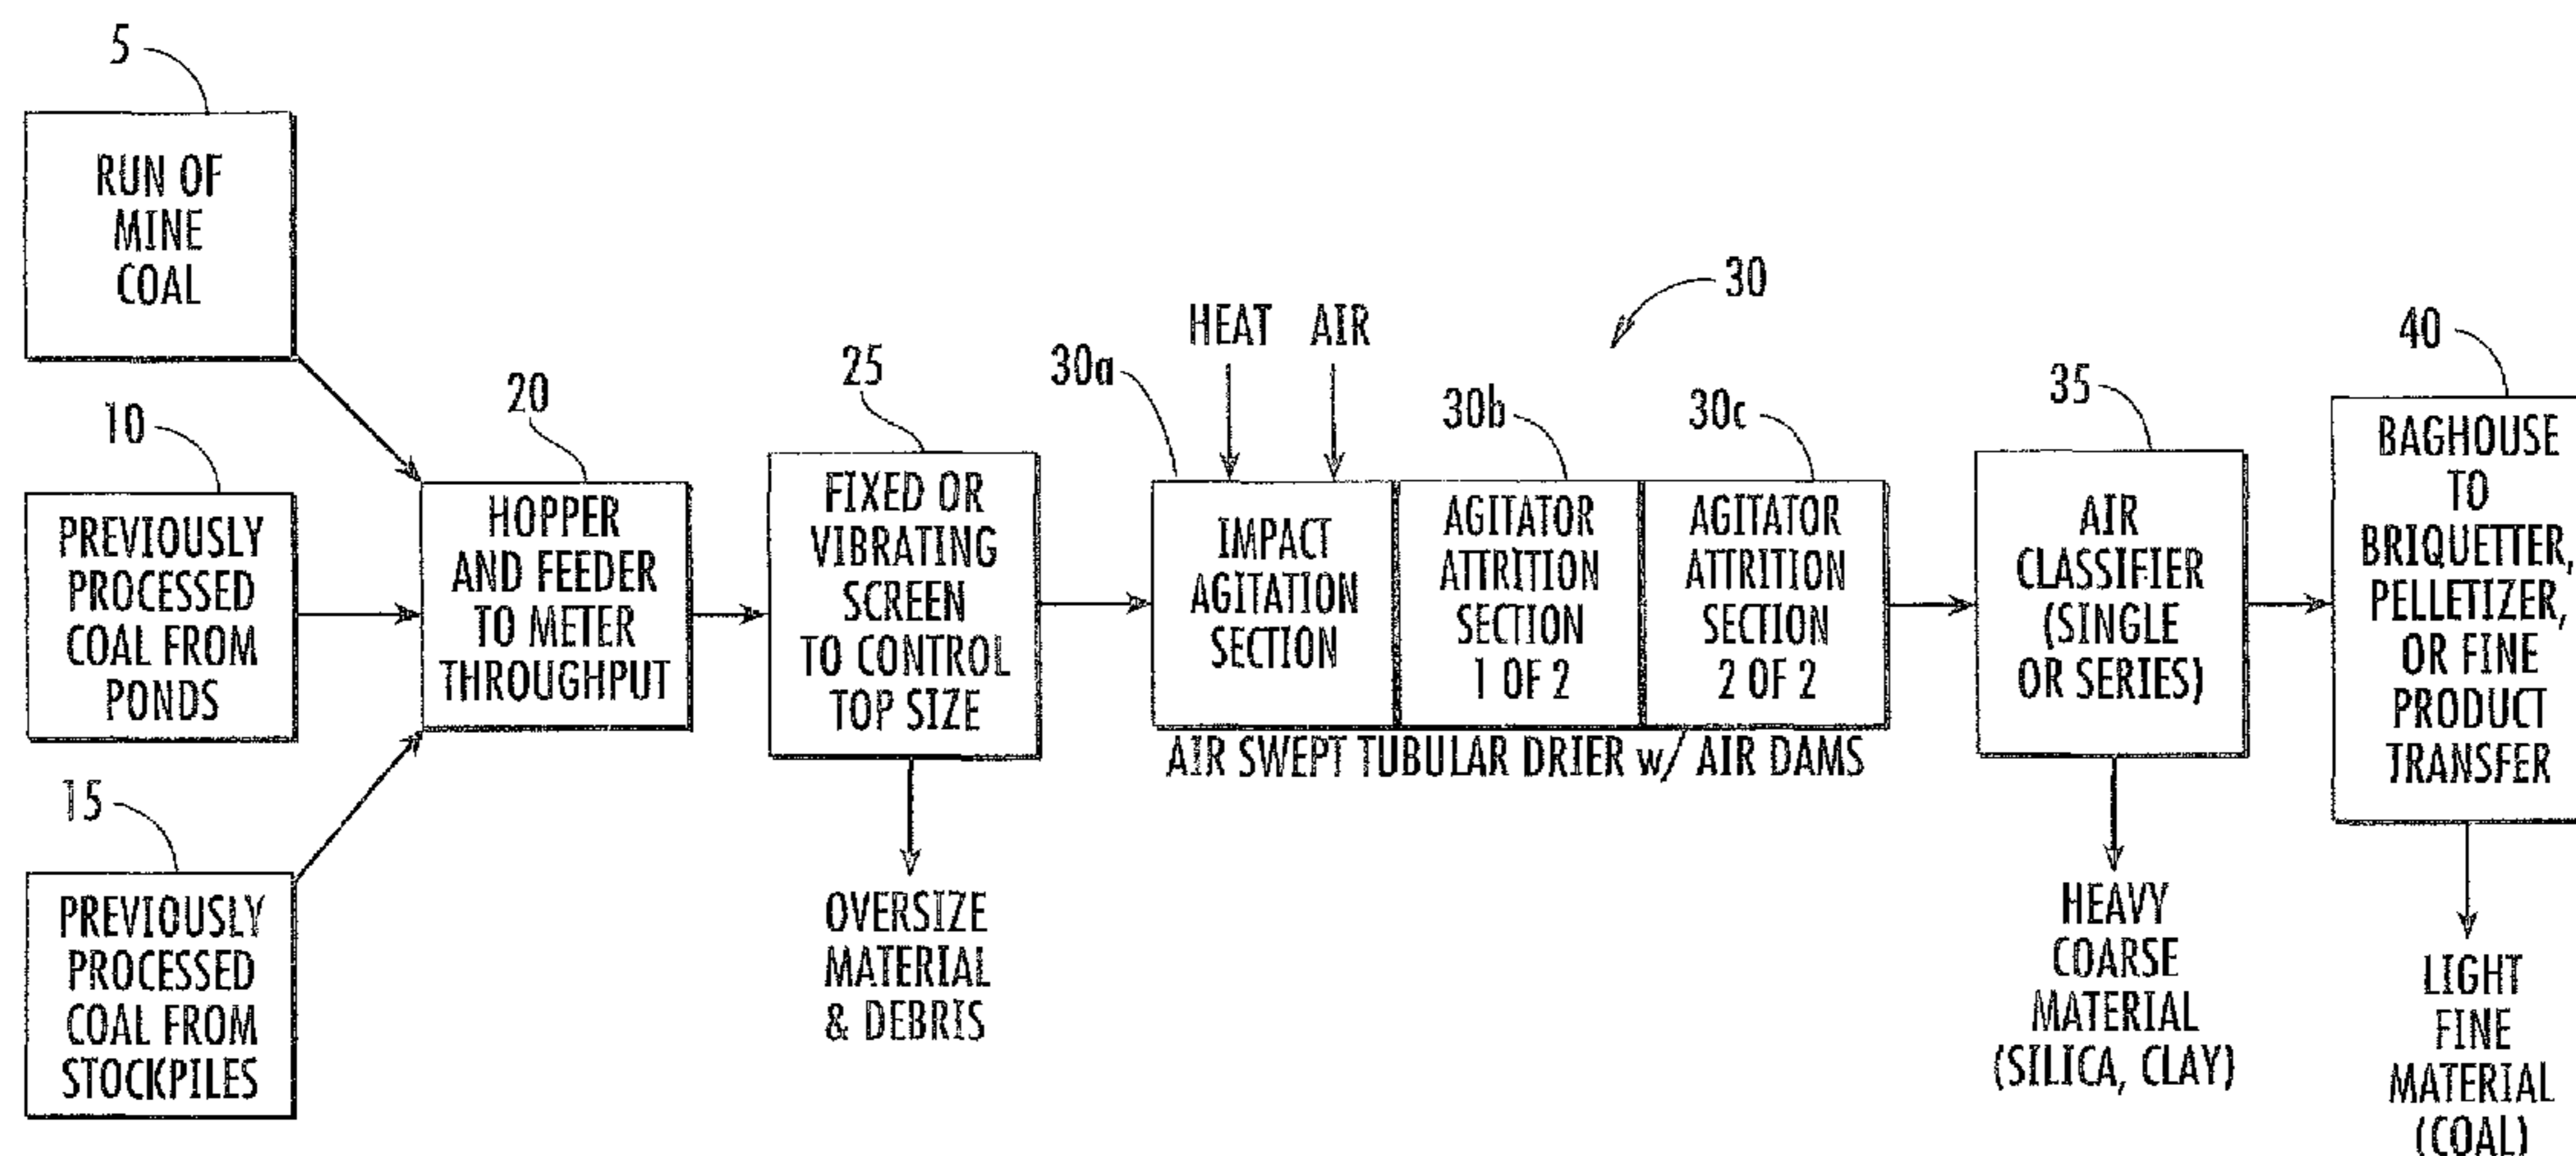 5
RUN OF
MINE
COAL
10
PREVIOUSLY
PROCESSED
COAL FROM
PONDS
15
PREVIOUSLY
PROCESSED
COAL FROM
STOCKPILES
20
HOPPER
AND FEEDER
TO METER
THROUGHPUT
25
FIXED OR
VIBRATING
SCREEN
TO CONTROL
TOP SIZE
OVERSIZE
MATERIAL
& DEBRIS
30
HEAT AIR
30a
IMPACT
AGITATION
SECTION
30b
AGITATOR
ATTRITION
SECTION
1 OF 2
30c
AGITATOR
ATTRITION
SECTION
2 OF 2
AIR SWEPT TUBULAR DRIER w/ AIR DAMS
35
AIR
CLASSIFIER
(SINGLE
OR SERIES)
HEAVY
COARSE
MATERIAL
(SILICA, CLAY)
40
BAGHOUSE
TO
BRIQUETTER,
PELLETIZER,
OR FINE
PRODUCT
TRANSFER
LIGHT
FINE
MATERIAL
(COAL)